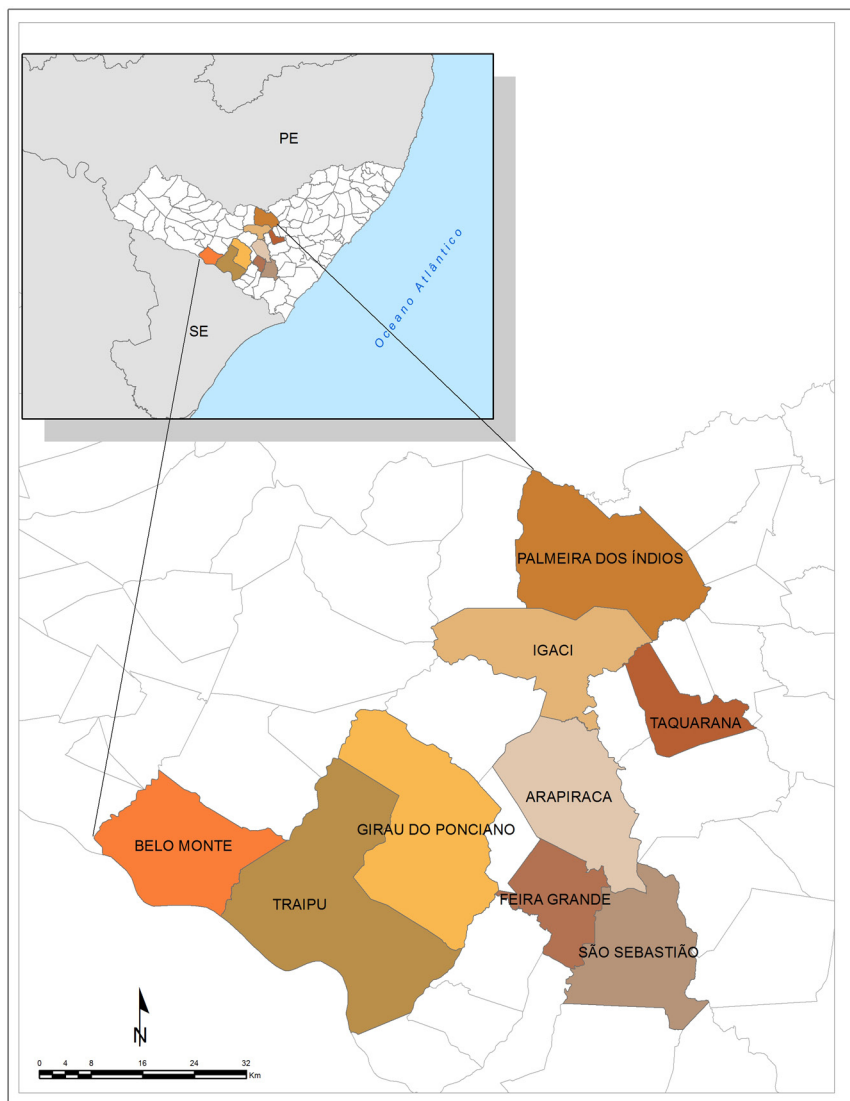 PE
SE
Oceano Atlântico
PALMEIRA DOS ÍNDIOS
IGACI
TAQUARANA
ARAPIRACA
GIRAU DO PONCIANO
BELO MONTE
FEIRA GRANDE
TRAIPU
SÃO SEBASTIÃO
N
0 4 8 16 24 32
Km